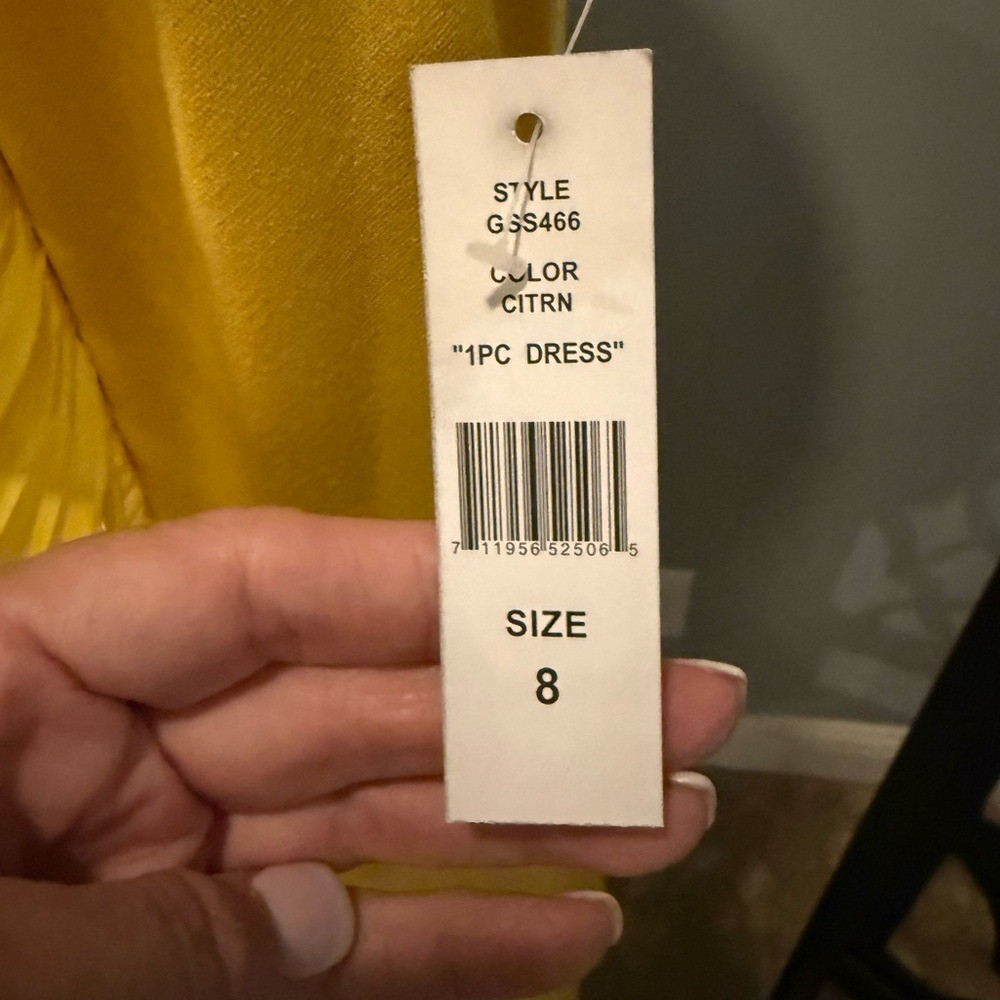 STYLE
GSS466
COLOR
CITRN
"1PC DRESS"
7 11956 52506 5
SIZE
8